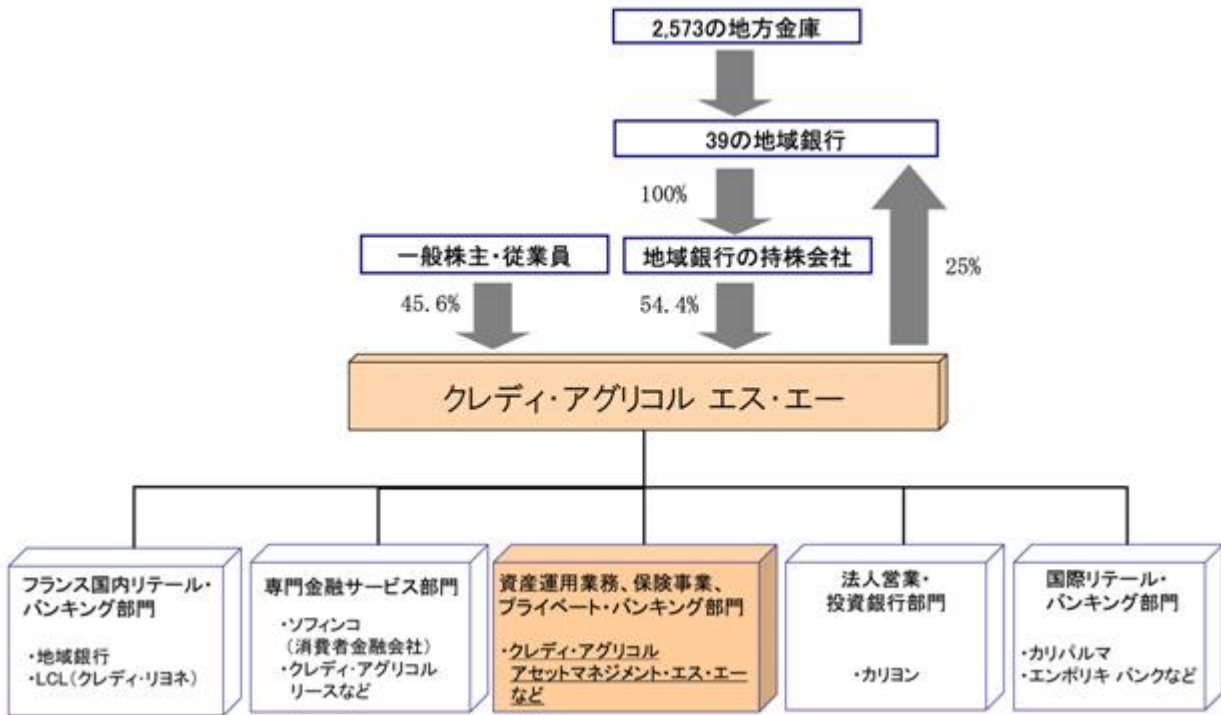 2,573の地方金庫
39の地域銀行
100%
一般株主・従業員
地域銀行の持株会社
25%
45.6%
54.4%
クレディ・アグリコル エス・エー
フランス国内リテール・
バンキング部門
・地域銀行
・LCL(クレディ・リヨネ)
専門金融サービス部門
・ソフィンコ
(消費者金融会社)
・クレディ・アグリコル
リースなど
資産運用業務、保険事業、
プライベート・バンキング部門
・クレディ・アグリコル
アセットマネジメント・エス・エー
など
法人営業・
投資銀行部門
・カリヨン
国際リテール・
バンキング部門
・カリパルマ
・エンポリキ バンクなど